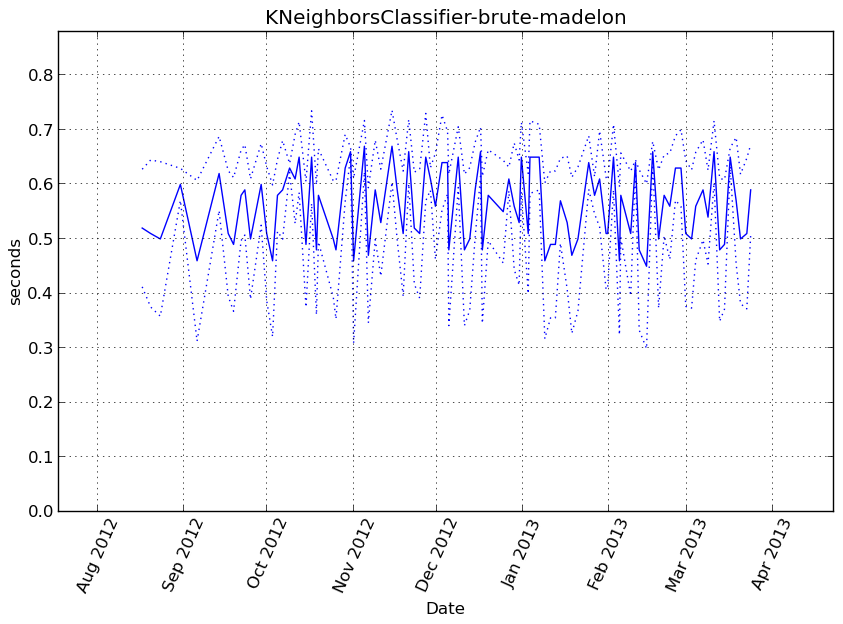 KNeighborsClassifier-brute-madelon
0.8
0.7
0.6
0.5
0.4
0.3
0.2
0.1
0.0
seconds
Aug 2012
Sep 2012
Oct 2012
Nov 2012
Dec 2012
Jan 2013
Feb 2013
Mar 2013
Apr 2013
Date